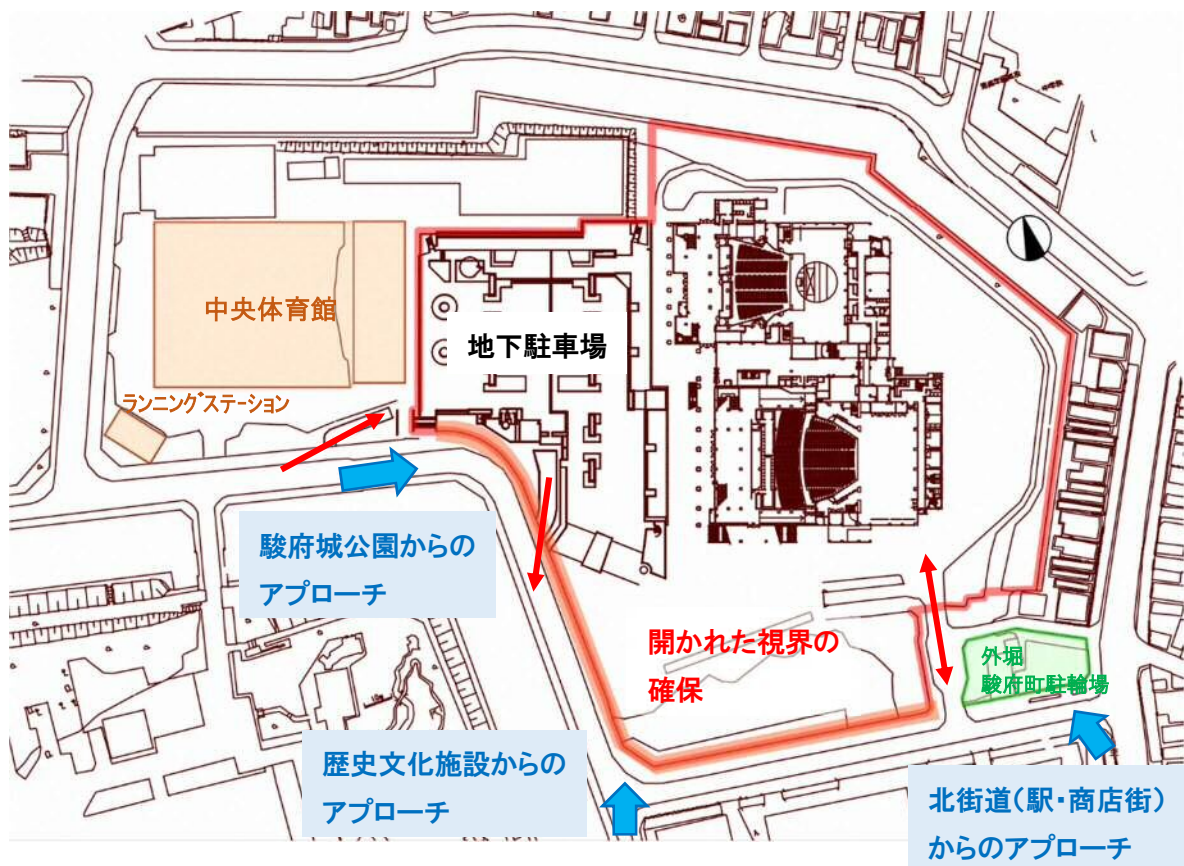 中央体育館
地下駐車場
ランニングステーション
駿府城公園からの
アプローチ
開かれた視界の
確保
外堀
駿府町駐輪場
歴史文化施設からの
アプローチ
北街道(駅・商店街)
からのアプローチ